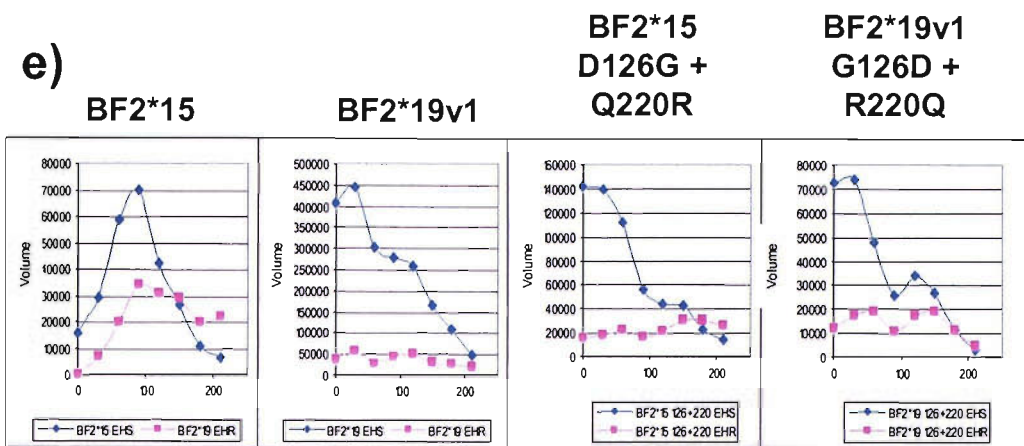 e)
BF2*15
BF2*19v1
BF2*15
D126G +
Q220R
BF2*19v1
G126D +
R220Q
Volume
80000
70000
60000
50000
40000
30000
20000
10000
0
0
100
200
BF2*15 EHS
BF2*19 EHR
Volume
500000
450000
400000
350000
300000
250000
200000
150000
100000
50000
0
0
100
200
BF2*19 EHS
BF2*19 EHR
Volume
160000
140000
120000
100000
80000
60000
40000
20000
0
0
100
200
BF2*15 126+220 EHS
BF2*15 126+220 EHR
Volume
80000
70000
60000
50000
40000
30000
20000
10000
0
0
100
200
BF2*19 126+220 EHS
BF2*19 126+220 EHR